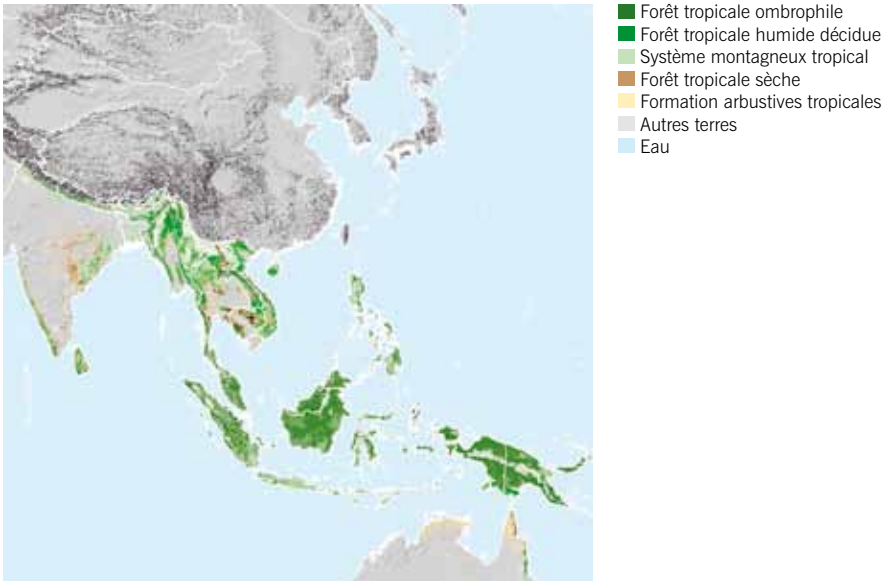 Forêt tropicale ombrophile
Forêt tropicale humide décidue
Système montagneux tropical
Forêt tropicale sèche
Formation arbustives tropicales
Autres terres
Eau